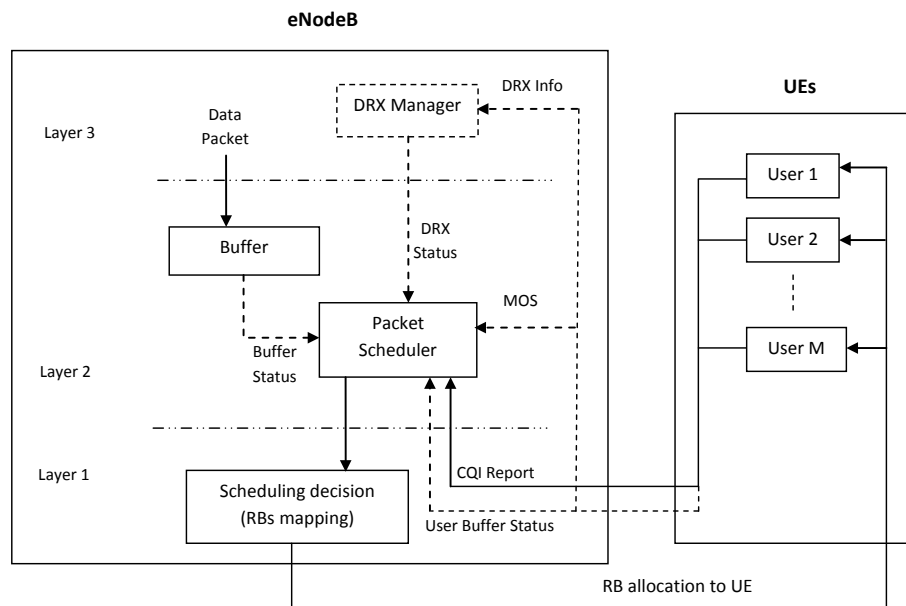 eNodeB
UEs
DRX Info
DRX Manager
Data
Packet
Layer 3
User 1
DRX
Status
Buffer
User 2
MOS
Packet
Scheduler
User M
Buffer
Status
Layer 2
Layer 1
CQI Report
Scheduling decision
(RBs mapping)
User Buffer Status
RB allocation to UE